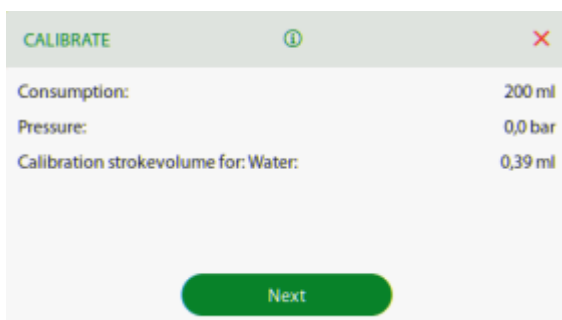 CALIBRATE
Consumption: 200 ml
Pressure: 0,0 bar
Calibration strokevolume for: Water: 0,39 ml
Next